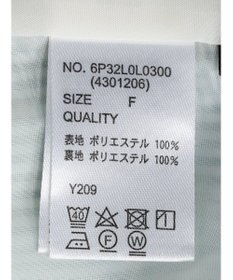 NO. 6P32L0L0300
(4301206)
SIZE F
QUALITY
表地 ポリエステル 100%
裏地 ポリエステル 100%
Y209
40
F W